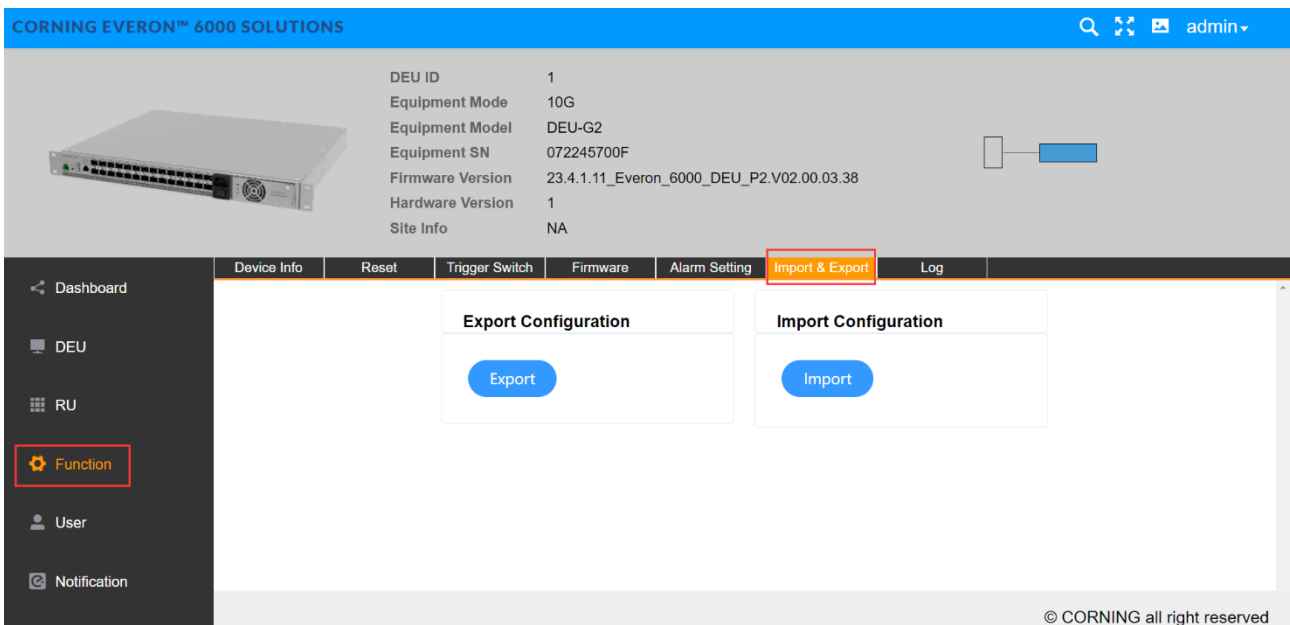 CORNING EVERON™ 6000 SOLUTIONS
admin
DEU ID 1
Equipment Mode 10G
Equipment Model DEU-G2
Equipment SN 072245700F
Firmware Version 23.4.1.11_Everon_6000_DEU_P2.V02.00.03.38
Hardware Version 1
Site Info NA
Device Info Reset Trigger Switch Firmware Alarm Setting Import & Export Log
Dashboard
DEU
RU
Function
User
Notification
Export Configuration
Export
Import Configuration
Import
© CORNING all right reserved